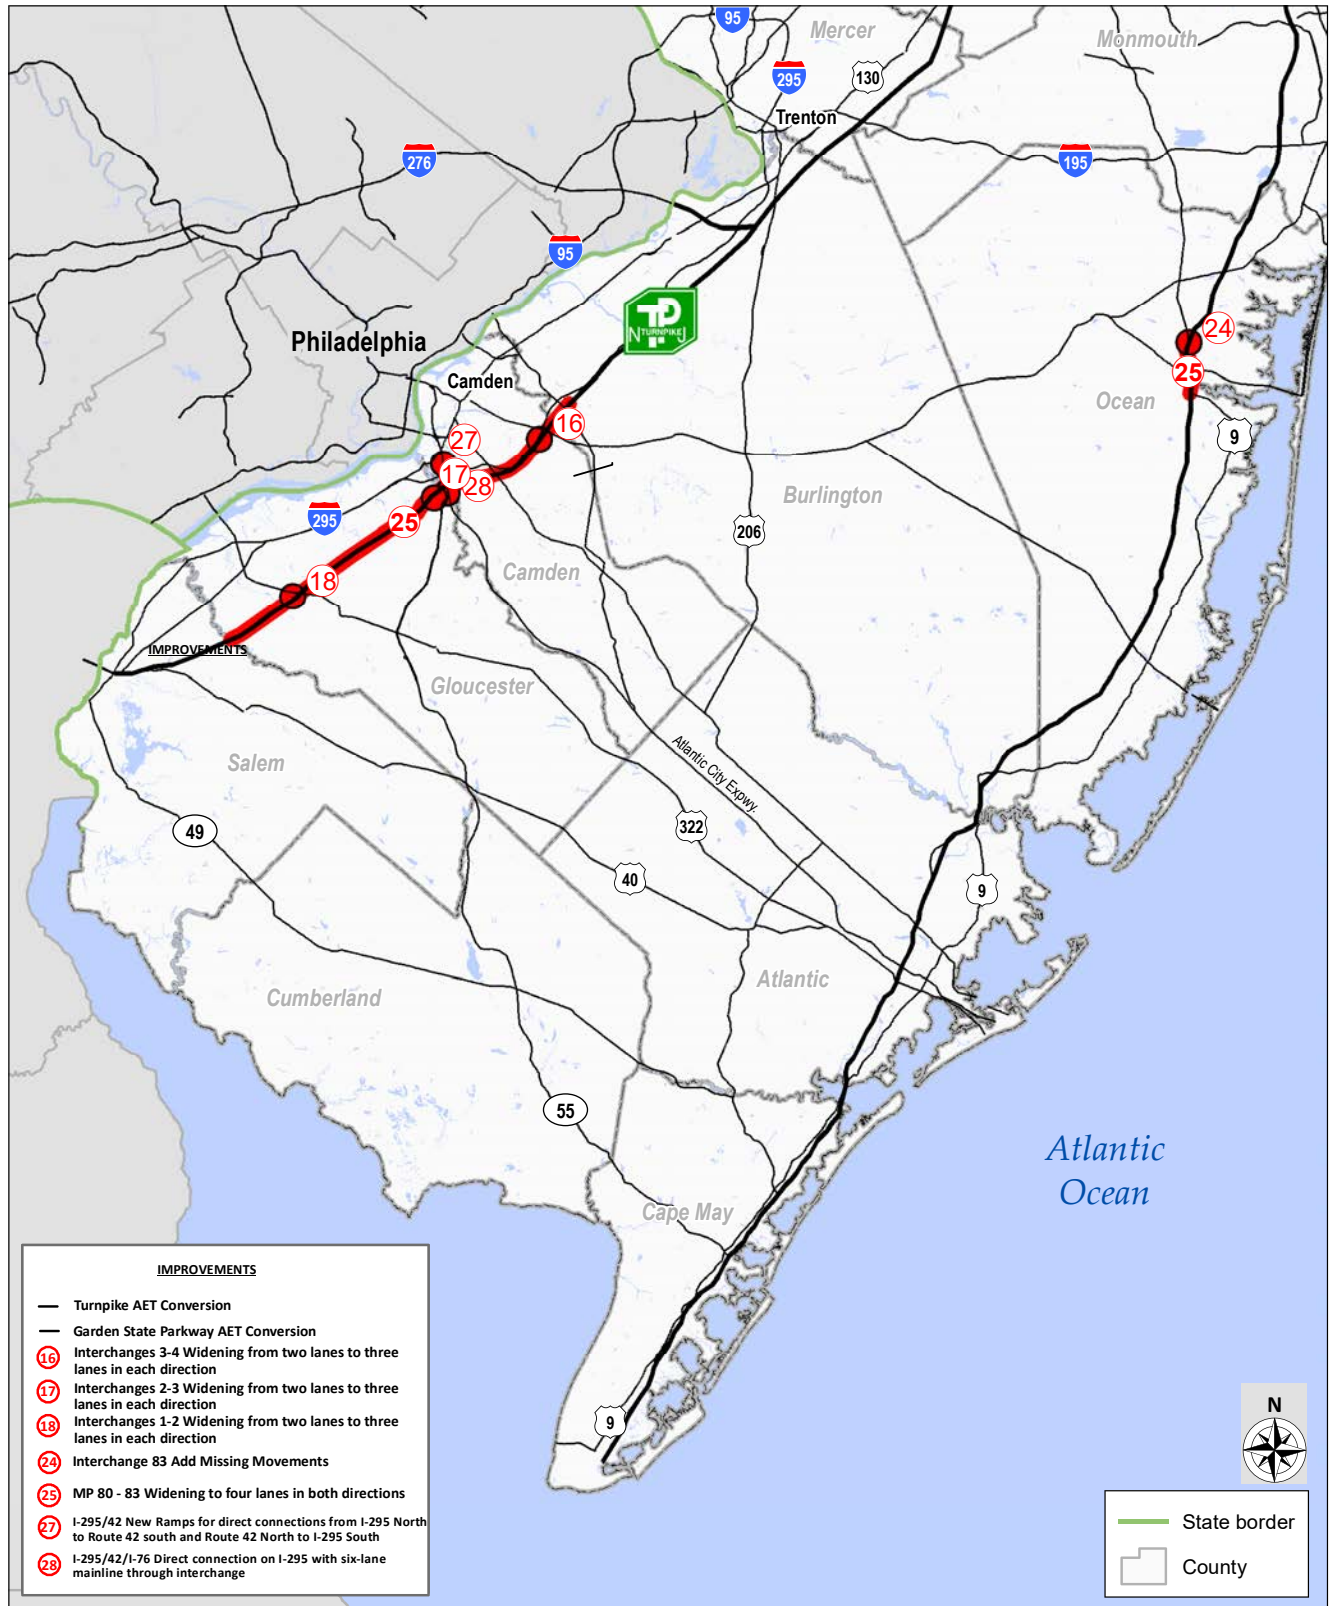 95
Mercer
Monmouth
295
130
Trenton
276
195
95
TP
N TURNPIKE J
24
Philadelphia
25
Camden
Ocean
16
9
27
17
28
Burlington
295
25
206
Camden
18
IMPROVEMENTS
Gloucester
Atlantic City Expwy.
Salem
49
322
40
9
Atlantic
Cumberland
55
Atlantic
Ocean
Cape May
9
IMPROVEMENTS
Turnpike AET Conversion
Garden State Parkway AET Conversion
16 Interchanges 3-4 Widening from two lanes to three
lanes in each direction
17 Interchanges 2-3 Widening from two lanes to three
lanes in each direction
18 Interchanges 1-2 Widening from two lanes to three
lanes in each direction
24 Interchange 83 Add Missing Movements
25 MP 80 - 83 Widening to four lanes in both directions
27 I-295/42 New Ramps for direct connections from I-295 North
to Route 42 south and Route 42 North to I-295 South
28 I-295/42/I-76 Direct connection on I-295 with six-lane
mainline through interchange
N
State border
County